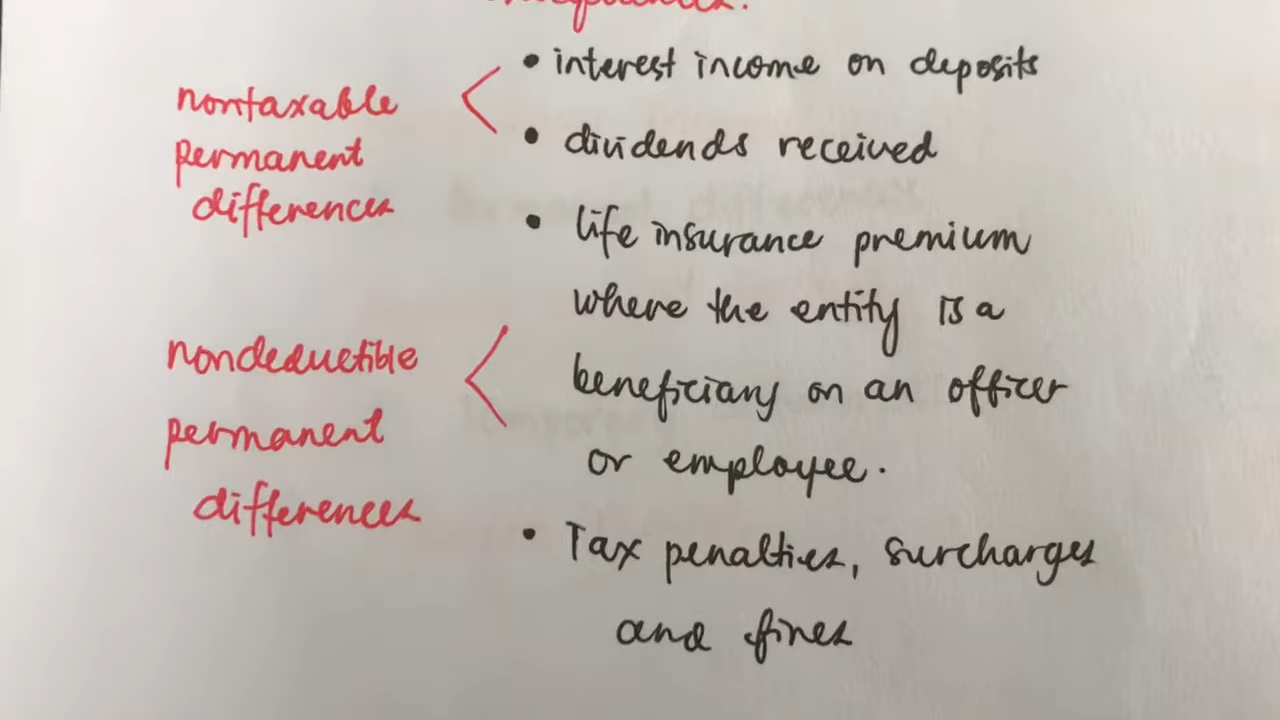 • interest income on deposits
nontaxable
permanent
differences
• dividends received
• life insurance premium
where the entity is a
beneficiary on an officer
or employee.
nondeductible
permanent
differences
• Tax penalties, surcharges
and fines